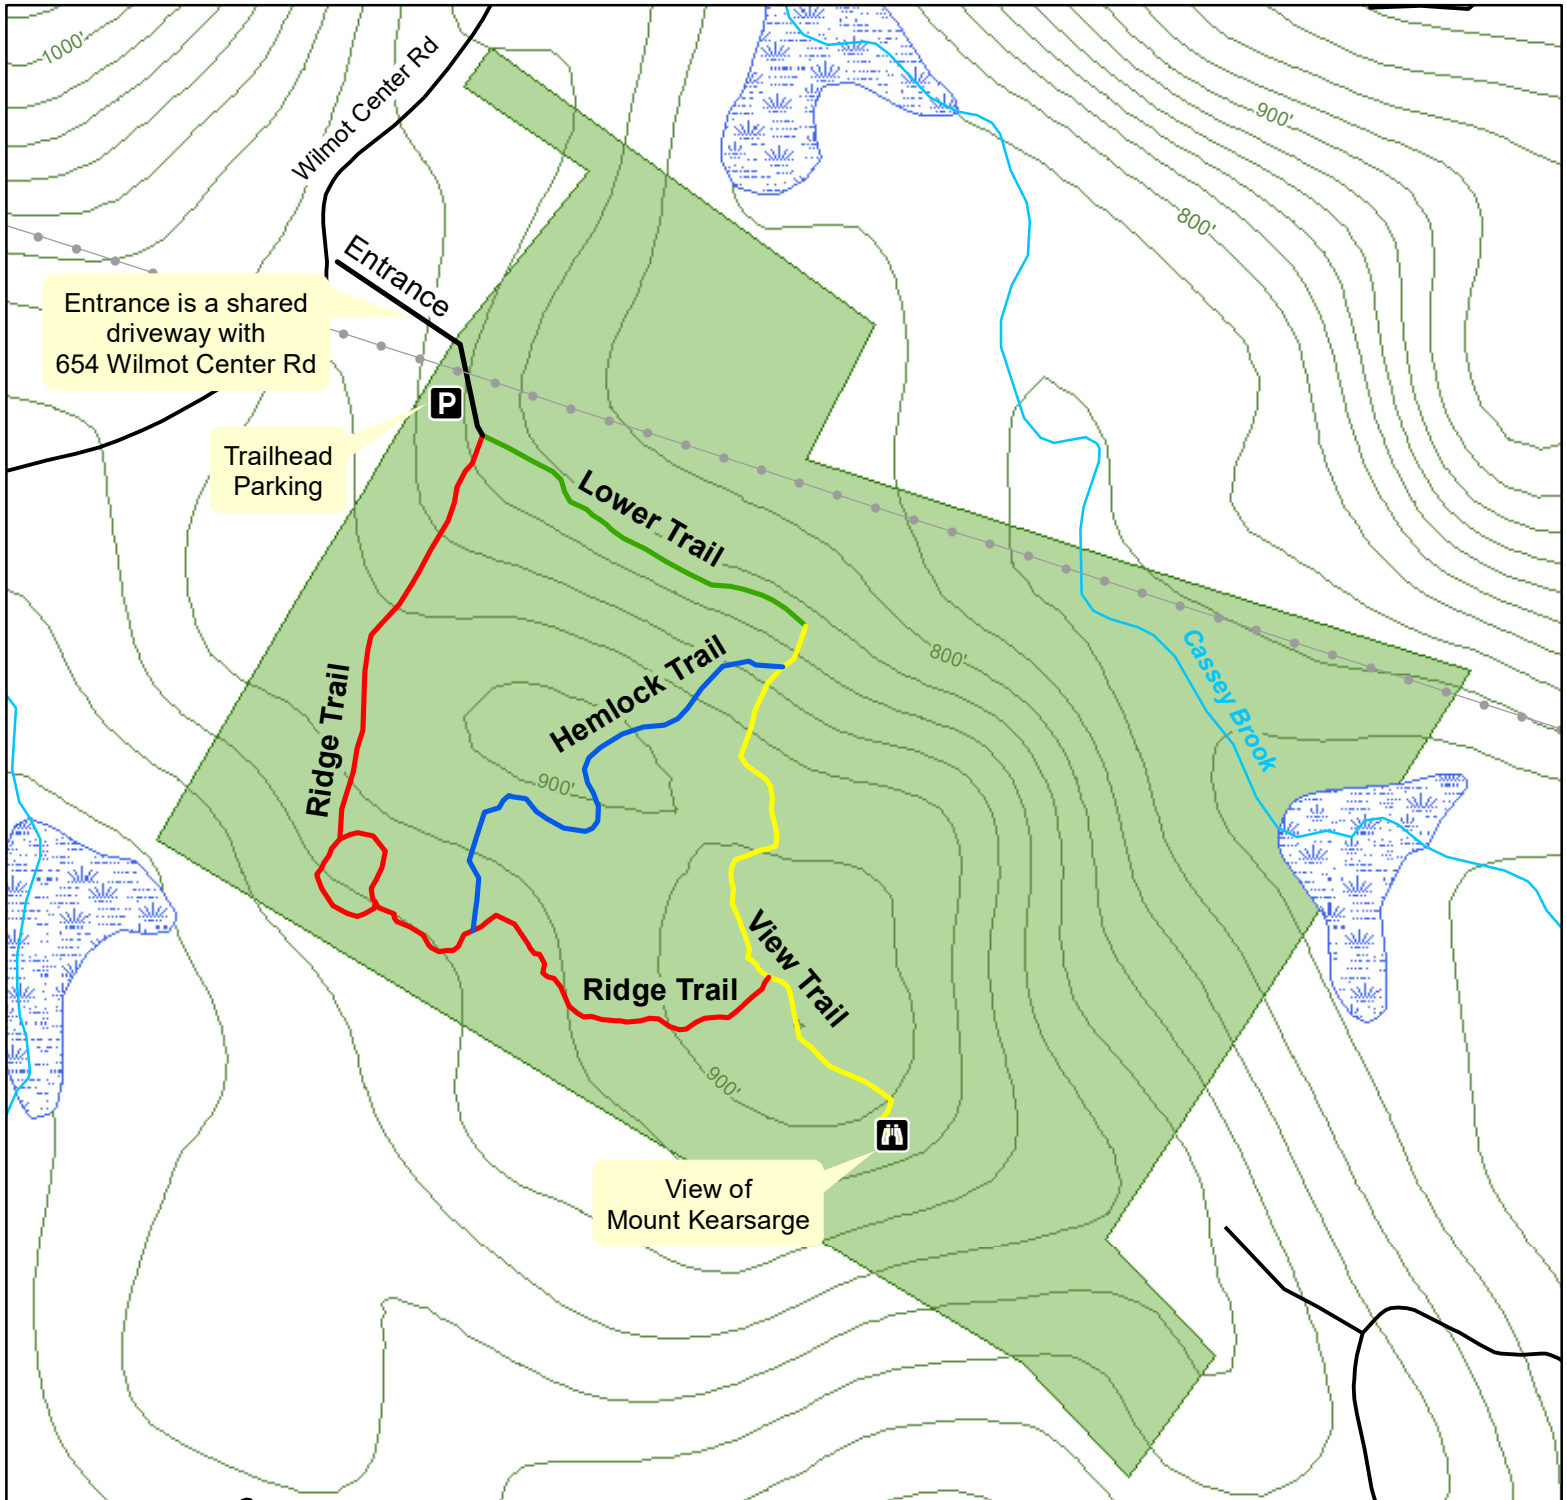 1000'
Wilmot Center Rd
900'
800'
Entrance
Entrance is a shared
driveway with
654 Wilmot Center Rd
P
Trailhead
Parking
Lower Trail
800'
Cassey Brook
Hemlock Trail
Ridge Trail
900'
View Trail
Ridge Trail
900'
View of
Mount Kearsarge